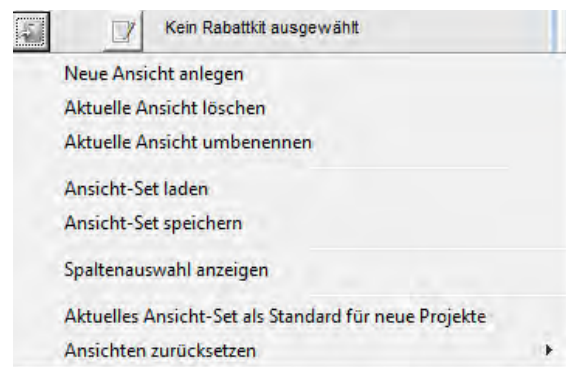 Kein Rabattkit ausgewählt
Neue Ansicht anlegen
Aktuelle Ansicht löschen
Aktuelle Ansicht umbenennen
Ansicht-Set laden
Ansicht-Set speichern
Spaltenauswahl anzeigen
Aktuelles Ansicht-Set als Standard für neue Projekte
Ansichten zurücksetzen